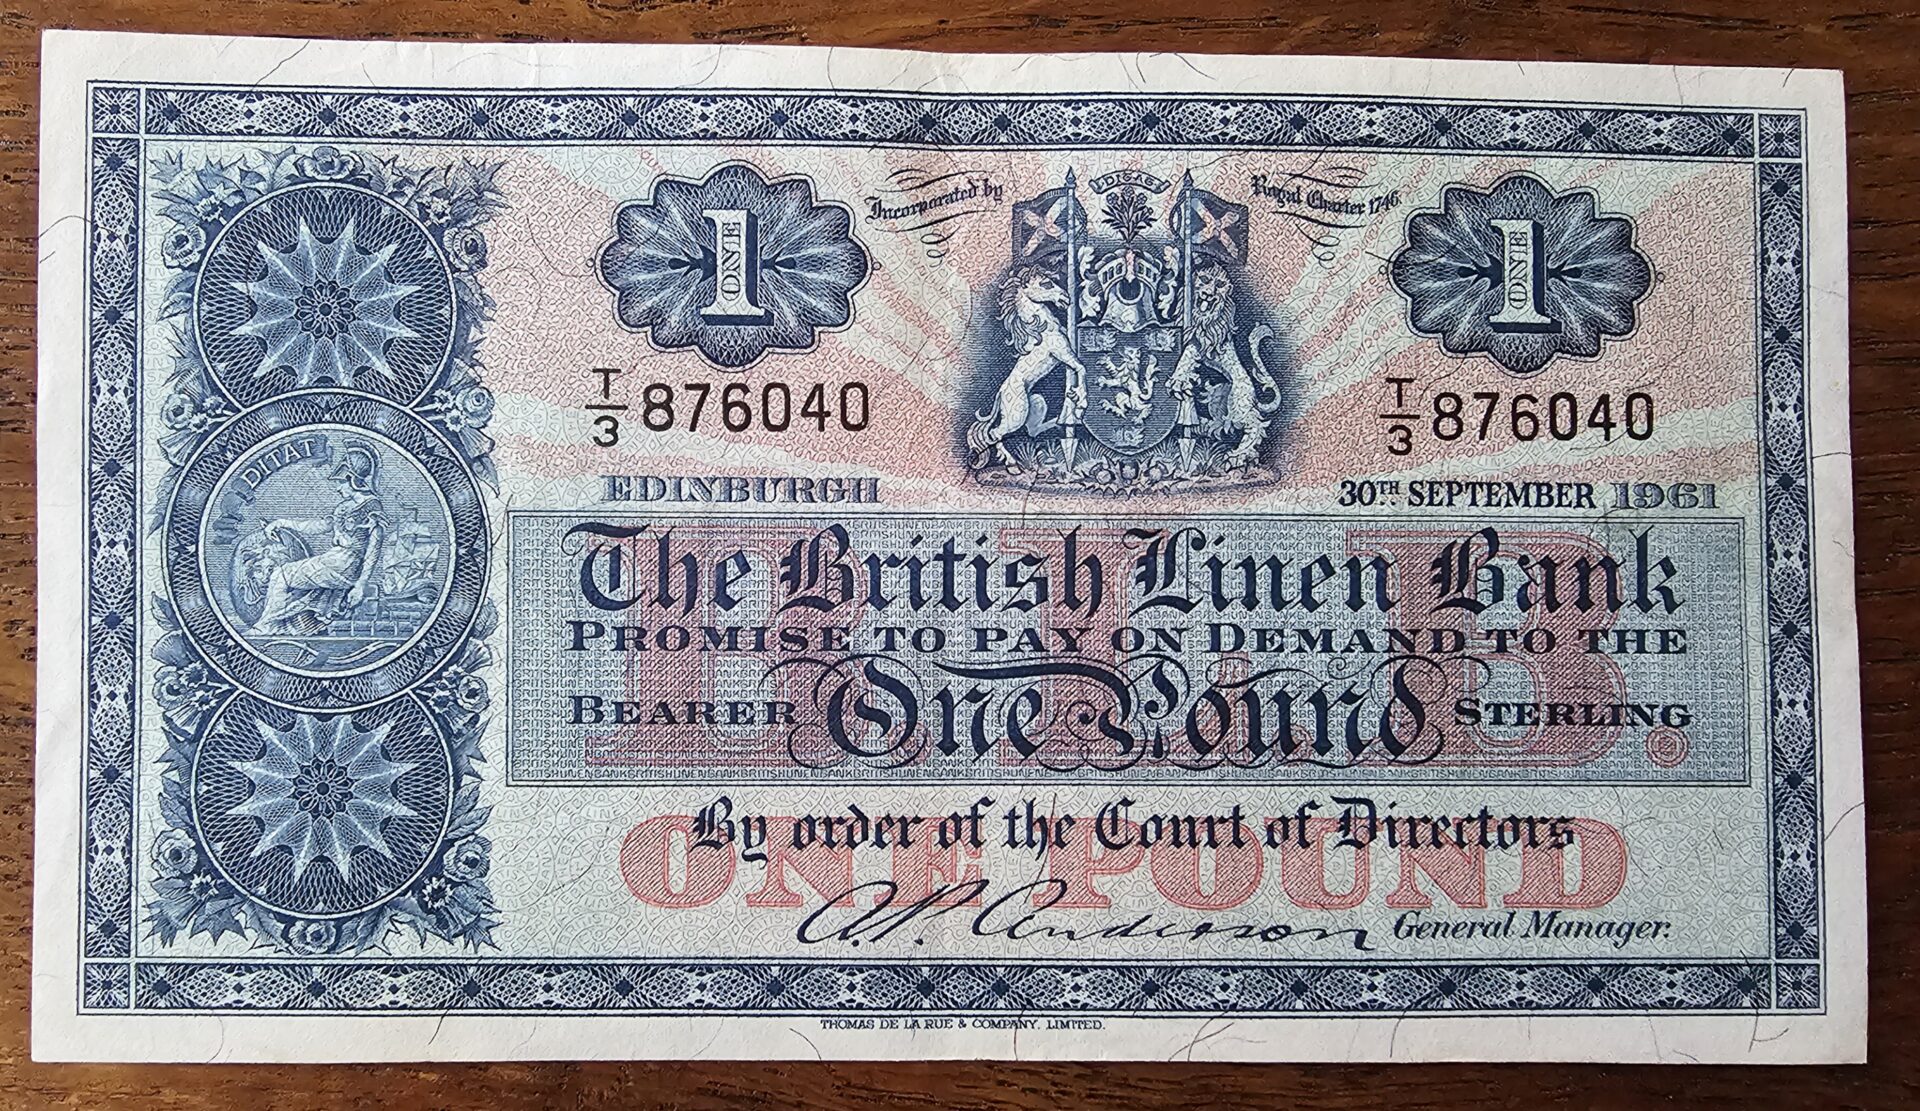 Incorporated by
DIGAE
Royal Charter 1746.
1 ONE
1 ONE
T/3 876040
T/3 876040
DITAT
EDINBURGH
30TH SEPTEMBER 1961
B.L.B.
The British Linen Bank
PROMISE TO PAY ON DEMAND TO THE
BEARER One Pound STERLING
By order of the Court of Directors
ONE POUND
A.P. Anderson General Manager.
THOMAS DE LA RUE & COMPANY, LIMITED.